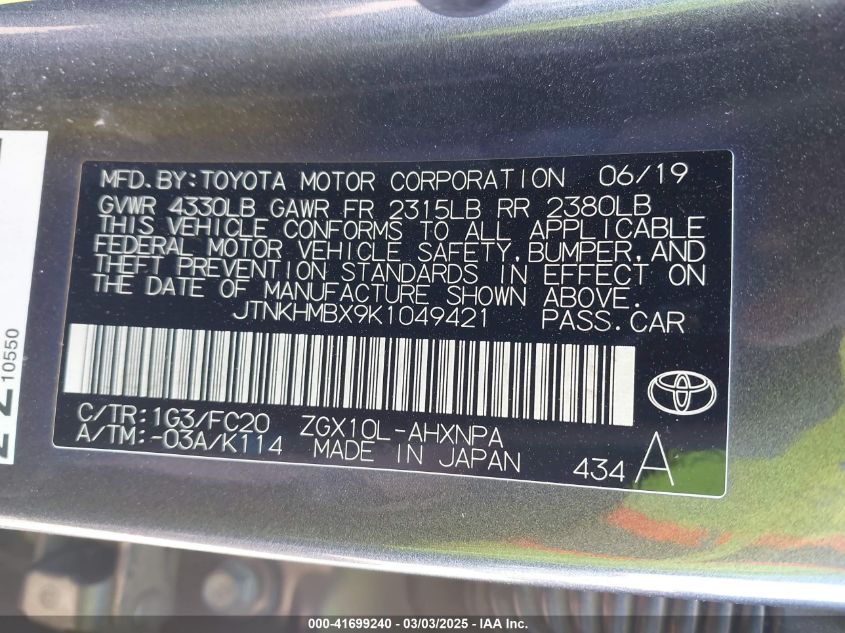 MFD.BY:TOYOTA MOTOR CORPORATION 06/19
GVWR 4330LB GAWR FR 2315LB RR 2380LB
THIS VEHICLE CONFORMS TO ALL APPLICABLE
FEDERAL MOTOR VEHICLE SAFETY,BUMPER,AND
THEFT PREVENTION STANDARDS IN EFFECT ON
THE DATE OF MANUFACTURE SHOWN ABOVE.
JTNKHMBX9K1049421 PASS.CAR
C/TR:1G3/FC20 ZGX10L-AHXNPA
A/TM:-03A/K114 MADE IN JAPAN
434 A
10550
000-41699240 - 03/03/2025 - IAA Inc.